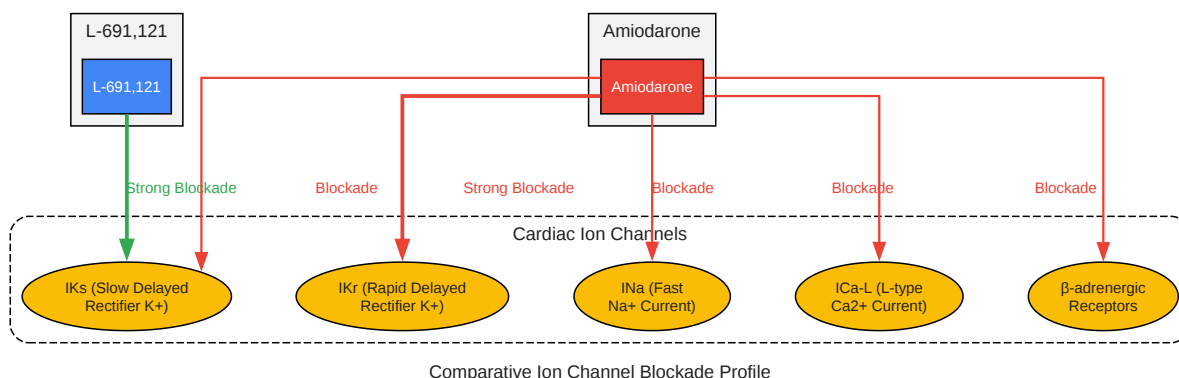 L-691,121
Amiodarone
L-691,121
Amiodarone
Strong Blockade
Blockade
Strong Blockade
Blockade
Blockade
Blockade
Cardiac Ion Channels
IKs (Slow Delayed
Rectifier K+)
IKr (Rapid Delayed
Rectifier K+)
INa (Fast
Na+ Current)
ICa-L (L-type
Ca2+ Current)
β-adrenergic
Receptors
Comparative Ion Channel Blockade Profile